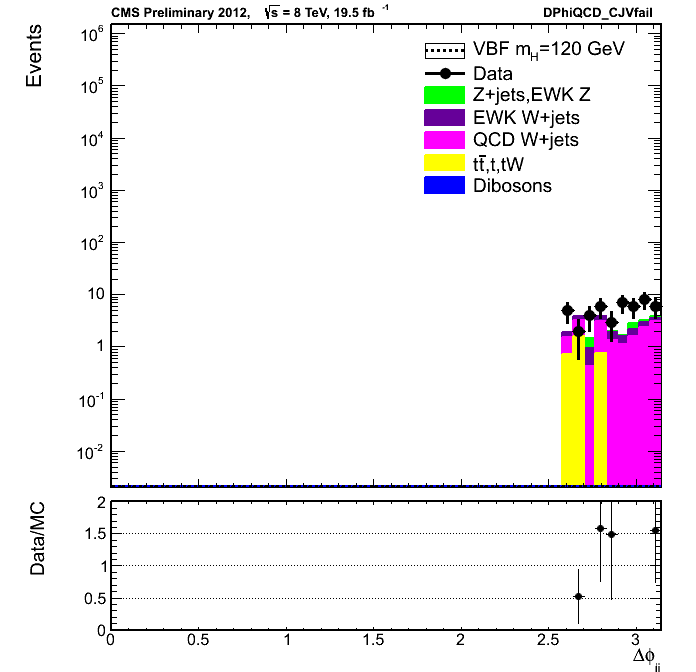 CMS Preliminary 2012, √s = 8 TeV, 19.5 fb⁻¹ DPhiQCD_CJVfail
Events
10⁶
10⁵
10⁴
10³
10²
10
1
10⁻¹
10⁻²
VBF m_H=120 GeV
Data
Z+jets,EWK Z
EWK W+jets
QCD W+jets
tt̄,t,tW
Dibosons
Data/MC
2
1.5
1
0.5
0
0 0.5 1 1.5 2 2.5 3
Δϕ_jj